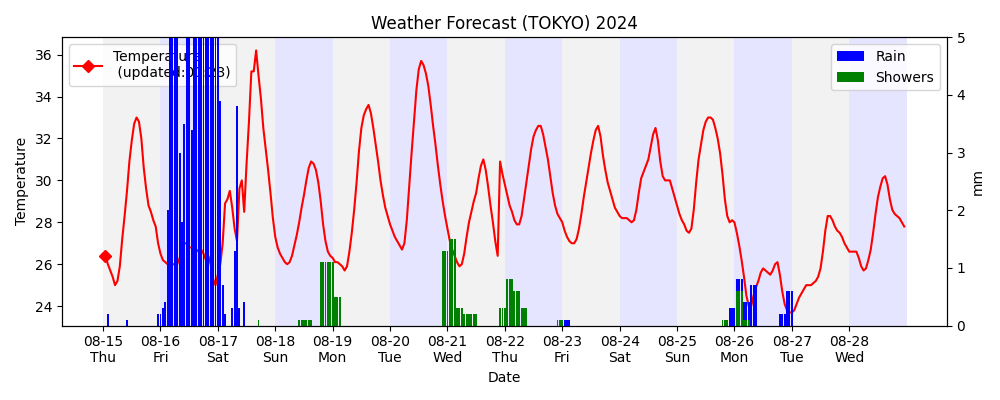 Weather Forecast (TOKYO) 2024
Temperature
(updated:
Rain
Showers
36
34
32
30
28
26
24
5
4
3
2
1
0
Temperature
mm
08-15 08-16 08-17 08-18 08-19 08-20 08-21 08-22 08-23 08-24 08-25 08-26 08-27 08-28
Thu Fri Sat Sun Mon Tue Wed Thu Fri Sat Sun Mon Tue Wed
Date